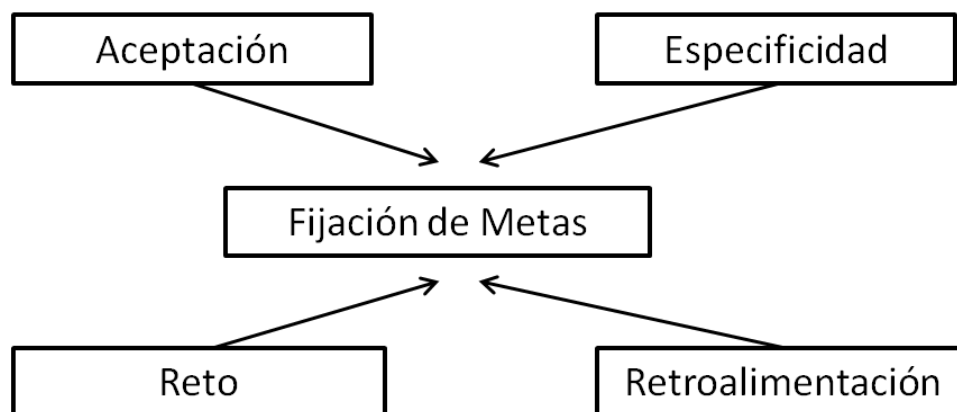 Aceptación
Especificidad
Fijación de Metas
Reto
Retroalimentación